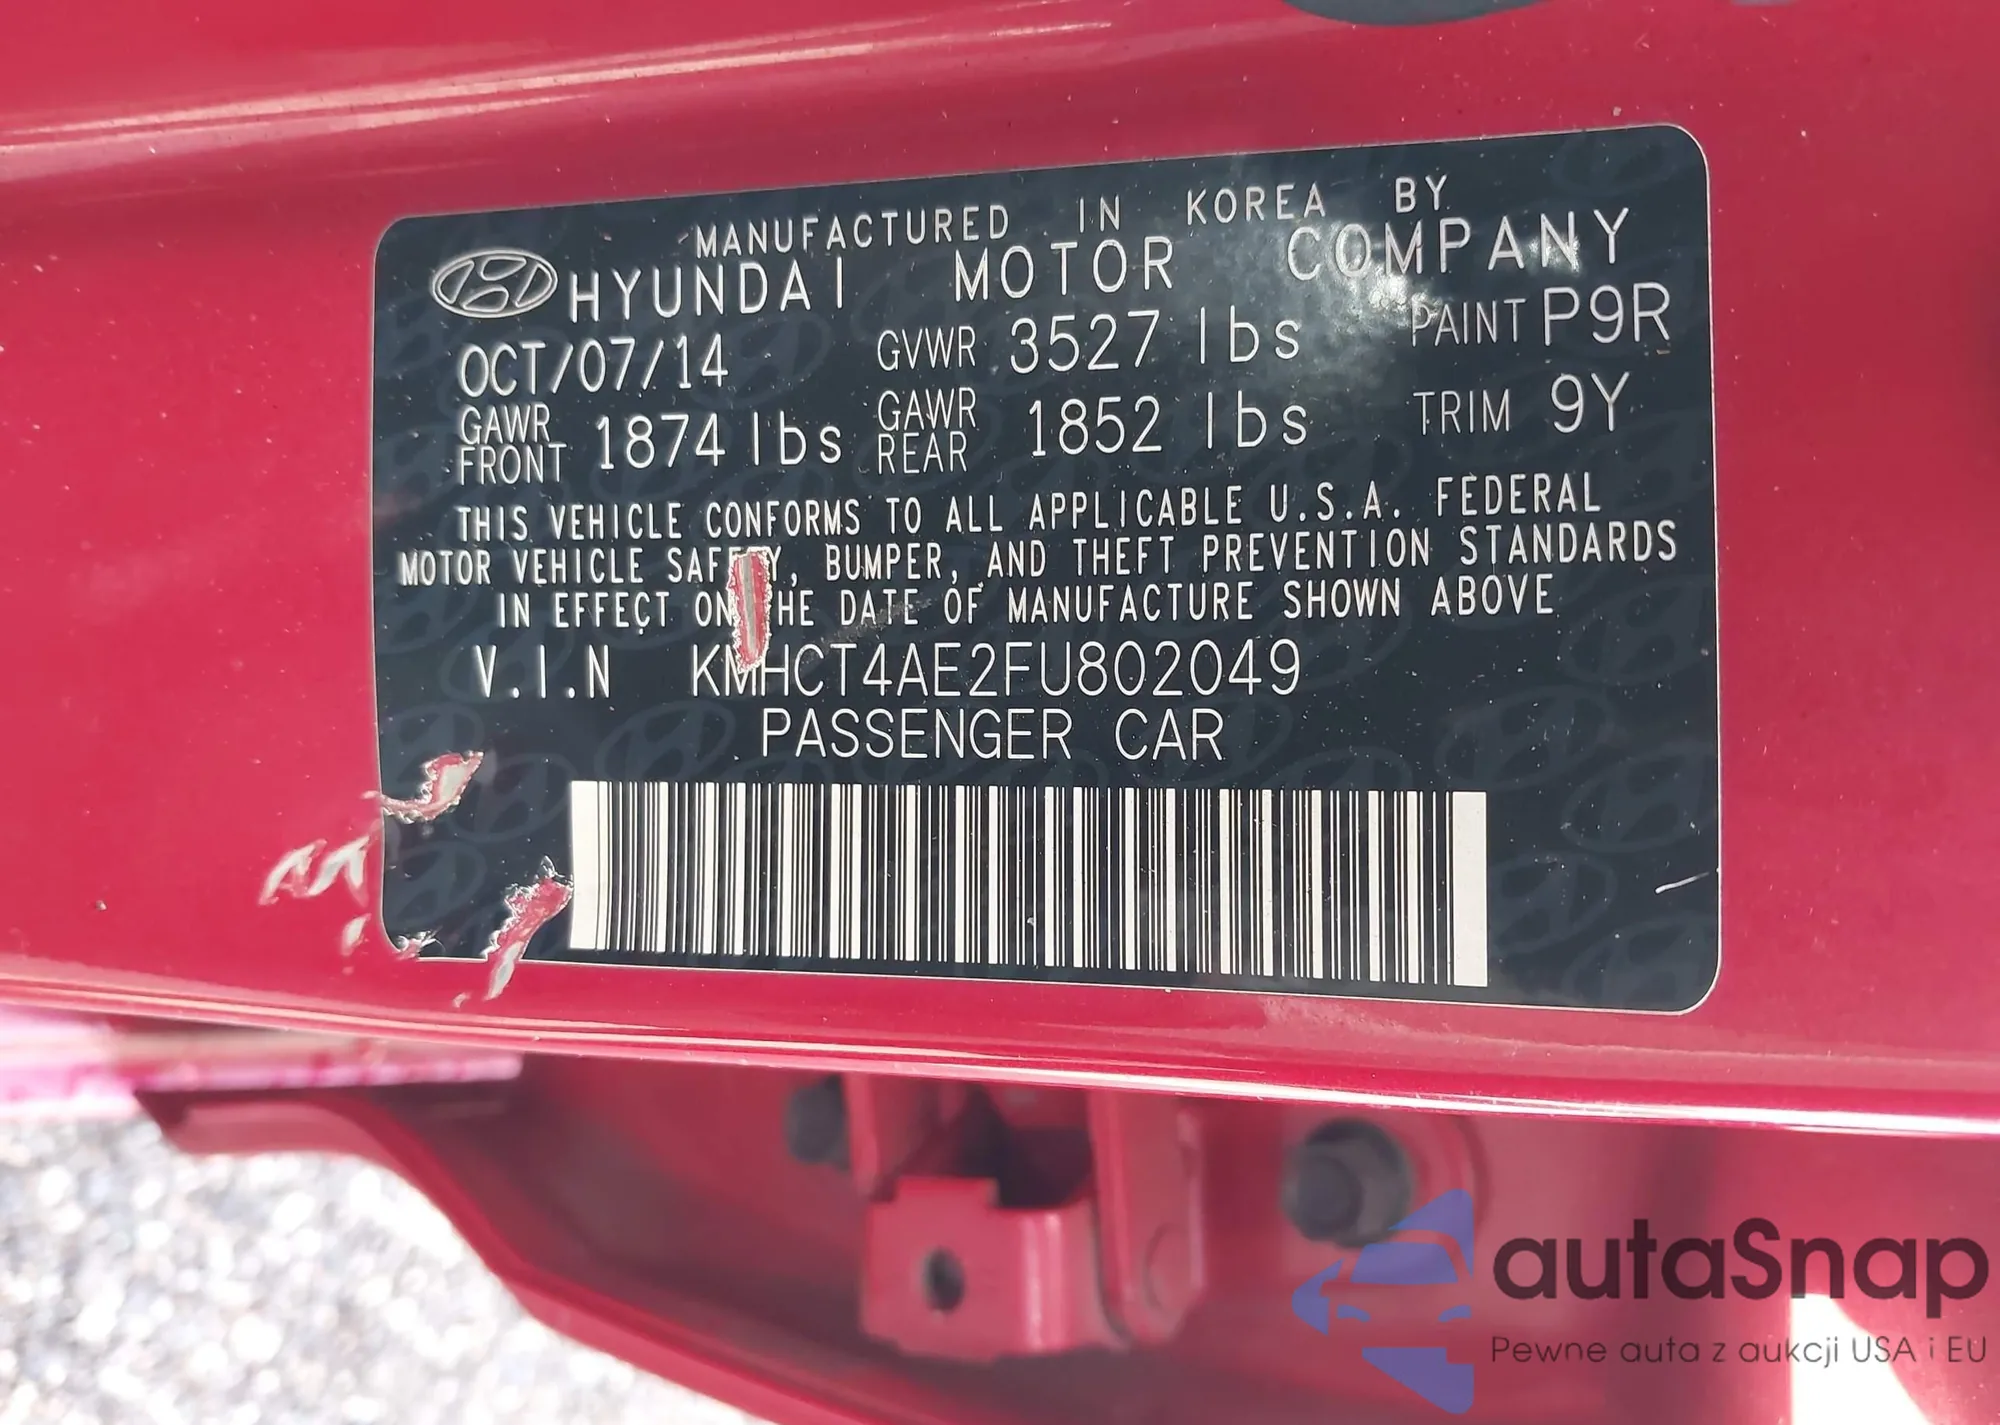 MANUFACTURED IN KOREA BY
HYUNDAI MOTOR COMPANY
OCT/07/14 GVWR 3527 lbs PAINT P9R
GAWR FRONT 1874 lbs GAWR REAR 1852 lbs TRIM 9Y
THIS VEHICLE CONFORMS TO ALL APPLICABLE U.S.A. FEDERAL
MOTOR VEHICLE SAFETY, BUMPER, AND THEFT PREVENTION STANDARDS
IN EFFECT ON THE DATE OF MANUFACTURE SHOWN ABOVE
V.I.N KMHCT4AE2FU802049
PASSENGER CAR
autaSnap
Pewne auta z aukcji USA i EU